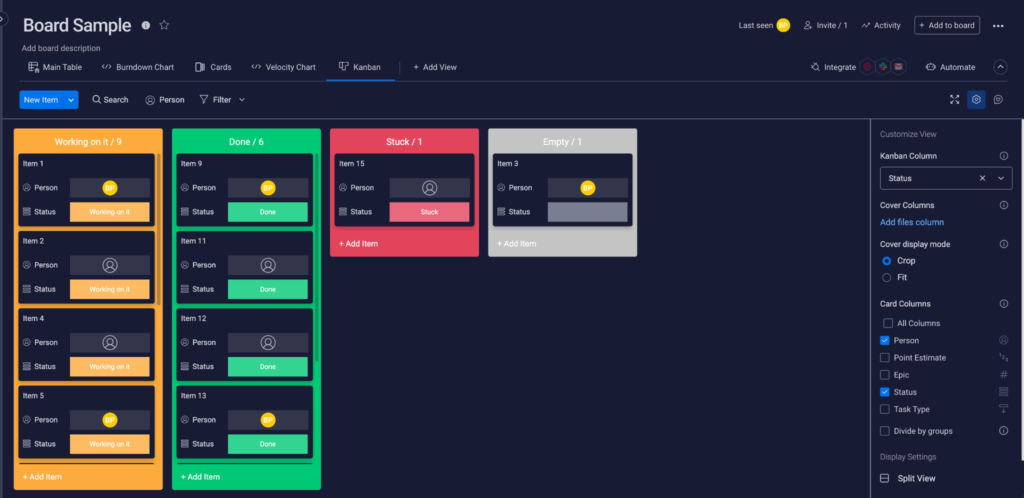 Board Sample
Last seen BP Invite / 1 Activity + Add to board
Add board description
Main Table Burndown Chart Cards Velocity Chart Kanban + Add View Integrate Automate
New Item Search Person Filter
Working on it / 9
Item 1
Person BP
Status Working on it
Item 2
Person
Status Working on it
Item 4
Person
Status Working on it
Item 5
Person BP
Status Working on it
+ Add Item
Done / 6
Item 9
Person BP
Status Done
Item 11
Person
Status Done
Item 12
Person
Status Done
Item 13
Person BP
Status Done
+ Add Item
Stuck / 1
Item 15
Person
Status Stuck
+ Add Item
Empty / 1
Item 3
Person BP
Status
+ Add Item
Customize View
Kanban Column
Status
Cover Columns
Add files column
Cover display mode
Crop
Fit
Card Columns
All Columns
Person
Point Estimate
Epic
Status
Task Type
Divide by groups
Display Settings
Split View